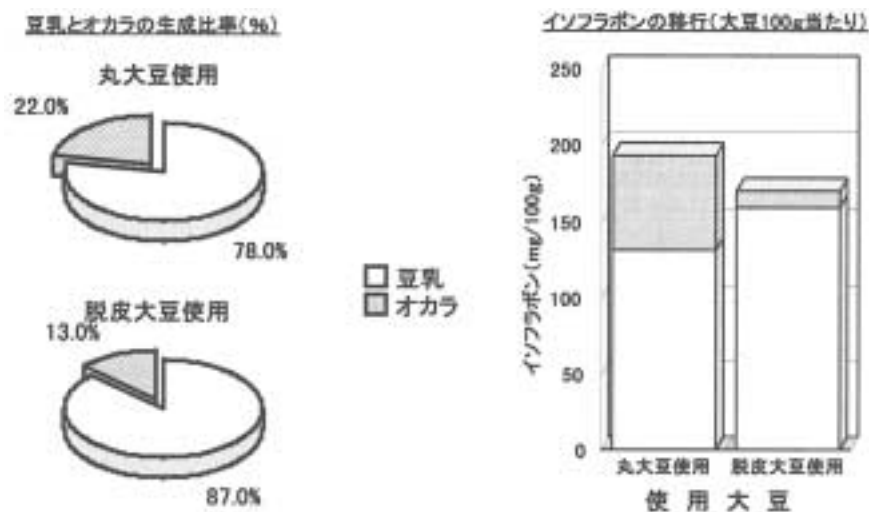 豆乳とオカラの生成比率(%)
丸大豆使用
22.0%
78.0%
脱皮大豆使用
13.0%
87.0%
豆乳
オカラ
イソフラボンの移行(大豆100g当たり)
イソフラボン(mg/100g)
250
200
150
100
50
0
丸大豆使用 脱皮大豆使用
使用大豆